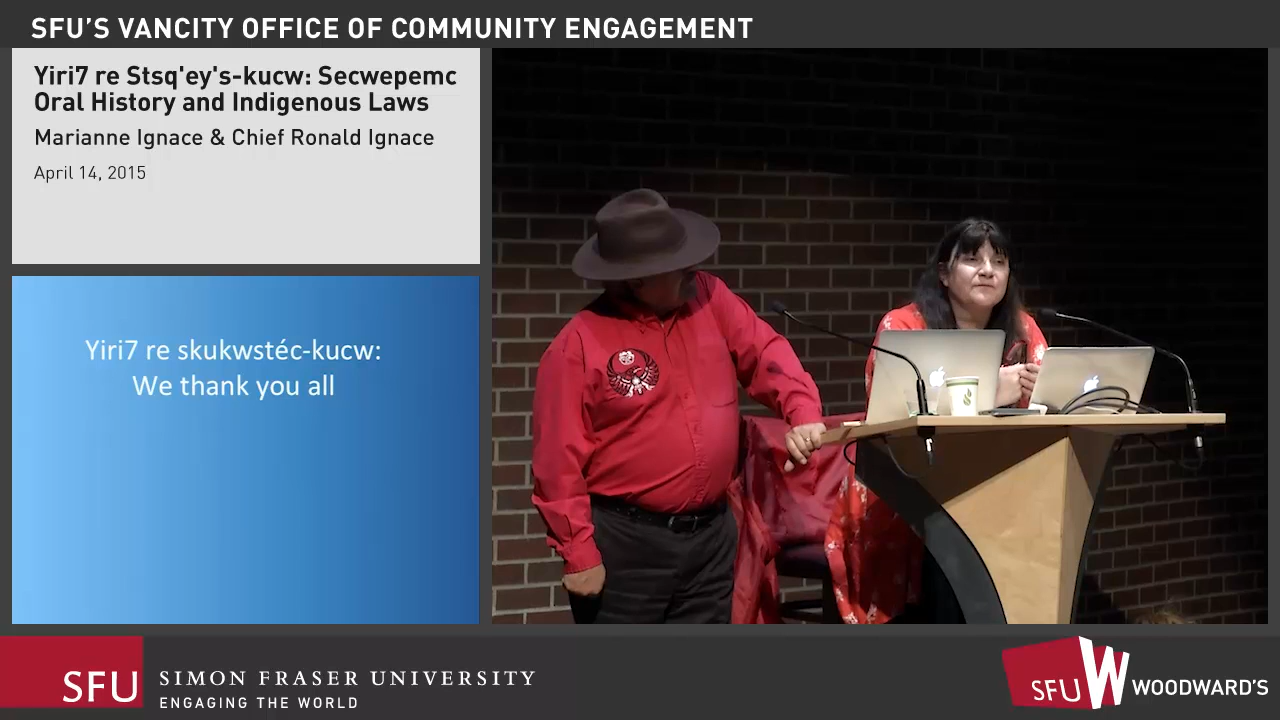 SFU'S VANCITY OFFICE OF COMMUNITY ENGAGEMENT
Yiri7 re Stsq'ey's-kucw: Secwepemc
Oral History and Indigenous Laws
Marianne Ignace & Chief Ronald Ignace
April 14, 2015
Yiri7 re skukwstéc-kucw:
We thank you all
SFU
SIMON FRASER UNIVERSITY
ENGAGING THE WORLD
SFU W WOODWARD'S